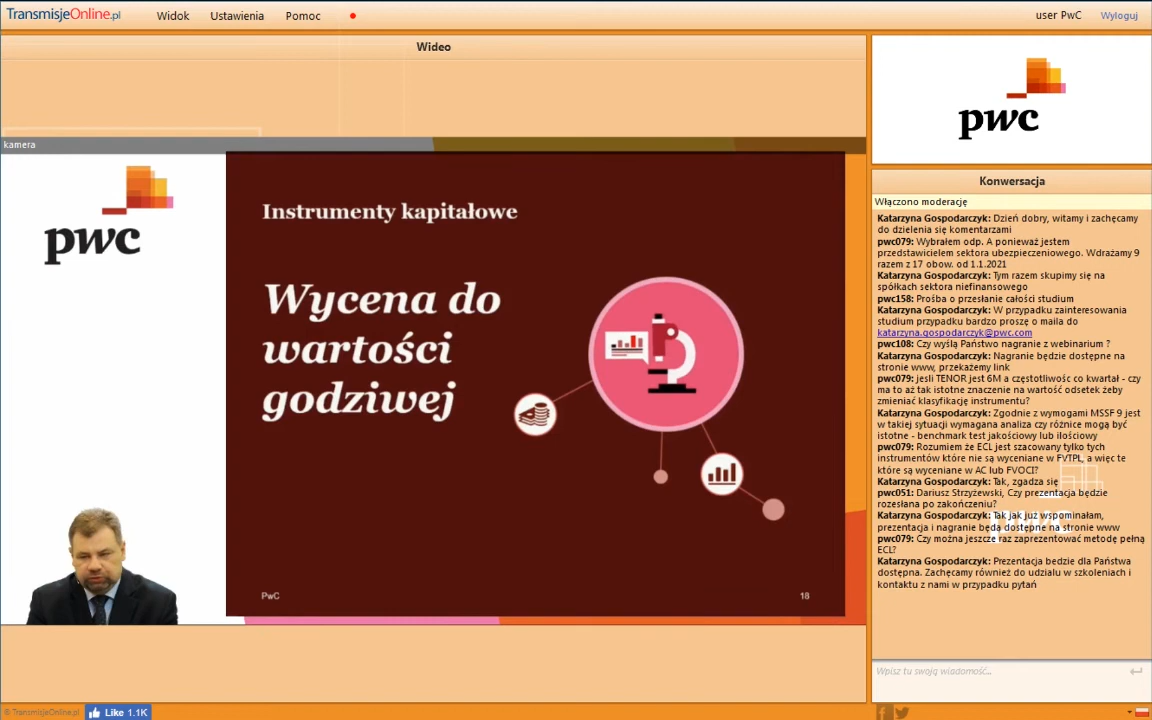 TransmisjeOnline.pl
Widok
Ustawienia
Pomoc
user PwC
Wyloguj
Wideo
kamera
pwc
Instrumenty kapitałowe
Wycena do
wartości
godziwej
PwC
18
pwc
Konwersacja
Włączono moderację
Katarzyna Gospodarczyk: Dzień dobry, witamy i zachęcamy
do dzielenia się komentarzami
pwc079: Wybrałem odp. A ponieważ jestem
przedstawicielem sektora ubezpieczeniowego. Wdrażamy 9
razem z 17 obow. od 1.1.2021
Katarzyna Gospodarczyk: Tym razem skupimy się na
spółkach sektora niefinansowego
pwc158: Prośba o przesłanie całości studium
Katarzyna Gospodarczyk: W przypadku zainteresowania
studium przypadku bardzo proszę o maila do
katarzyna.gospodarczyk@pwc.com
pwc108: Czy wyślą Państwo nagranie z webinarium ?
Katarzyna Gospodarczyk: Nagranie będzie dostępne na
stronie www, przekażemy link
pwc079: jesli TENOR jest 6M a częstotliwośc co kwartał - czy
ma to aż tak istotne znaczenie na wartość odsetek żeby
zmieniać klasyfikację instrumentu?
Katarzyna Gospodarczyk: Zgodnie z wymogami MSSF 9 jest
w takiej sytuacji wymagana analiza czy różnice mogą być
istotne - benchmark test jakościowy lub ilościowy
pwc079: Rozumiem że ECL jest szacowany tylko tych
instrumentów które nie są wyceniane w FVTPL, a więc te
które są wyceniane w AC lub FVOCI?
Katarzyna Gospodarczyk: Tak, zgadza się
pwc051: Dariusz Strzyżewski, Czy prezentacja będzie
rozesłana po zakończeniu?
Katarzyna Gospodarczyk: Tak jak już wspominałam,
prezentacja i nagranie będą dostępne na stronie www
pwc079: Czy można jeszcze raz zaprezentować metodę pełną
ECL?
Katarzyna Gospodarczyk: Prezentacja bedzie dla Państwa
dostępna. Zachęcamy również do udziału w szkoleniach i
kontaktu z nami w przypadku pytań
pwc
Wpisz tu swoją wiadomość...
© TransmisjeOnline.pl
Like 1.1K